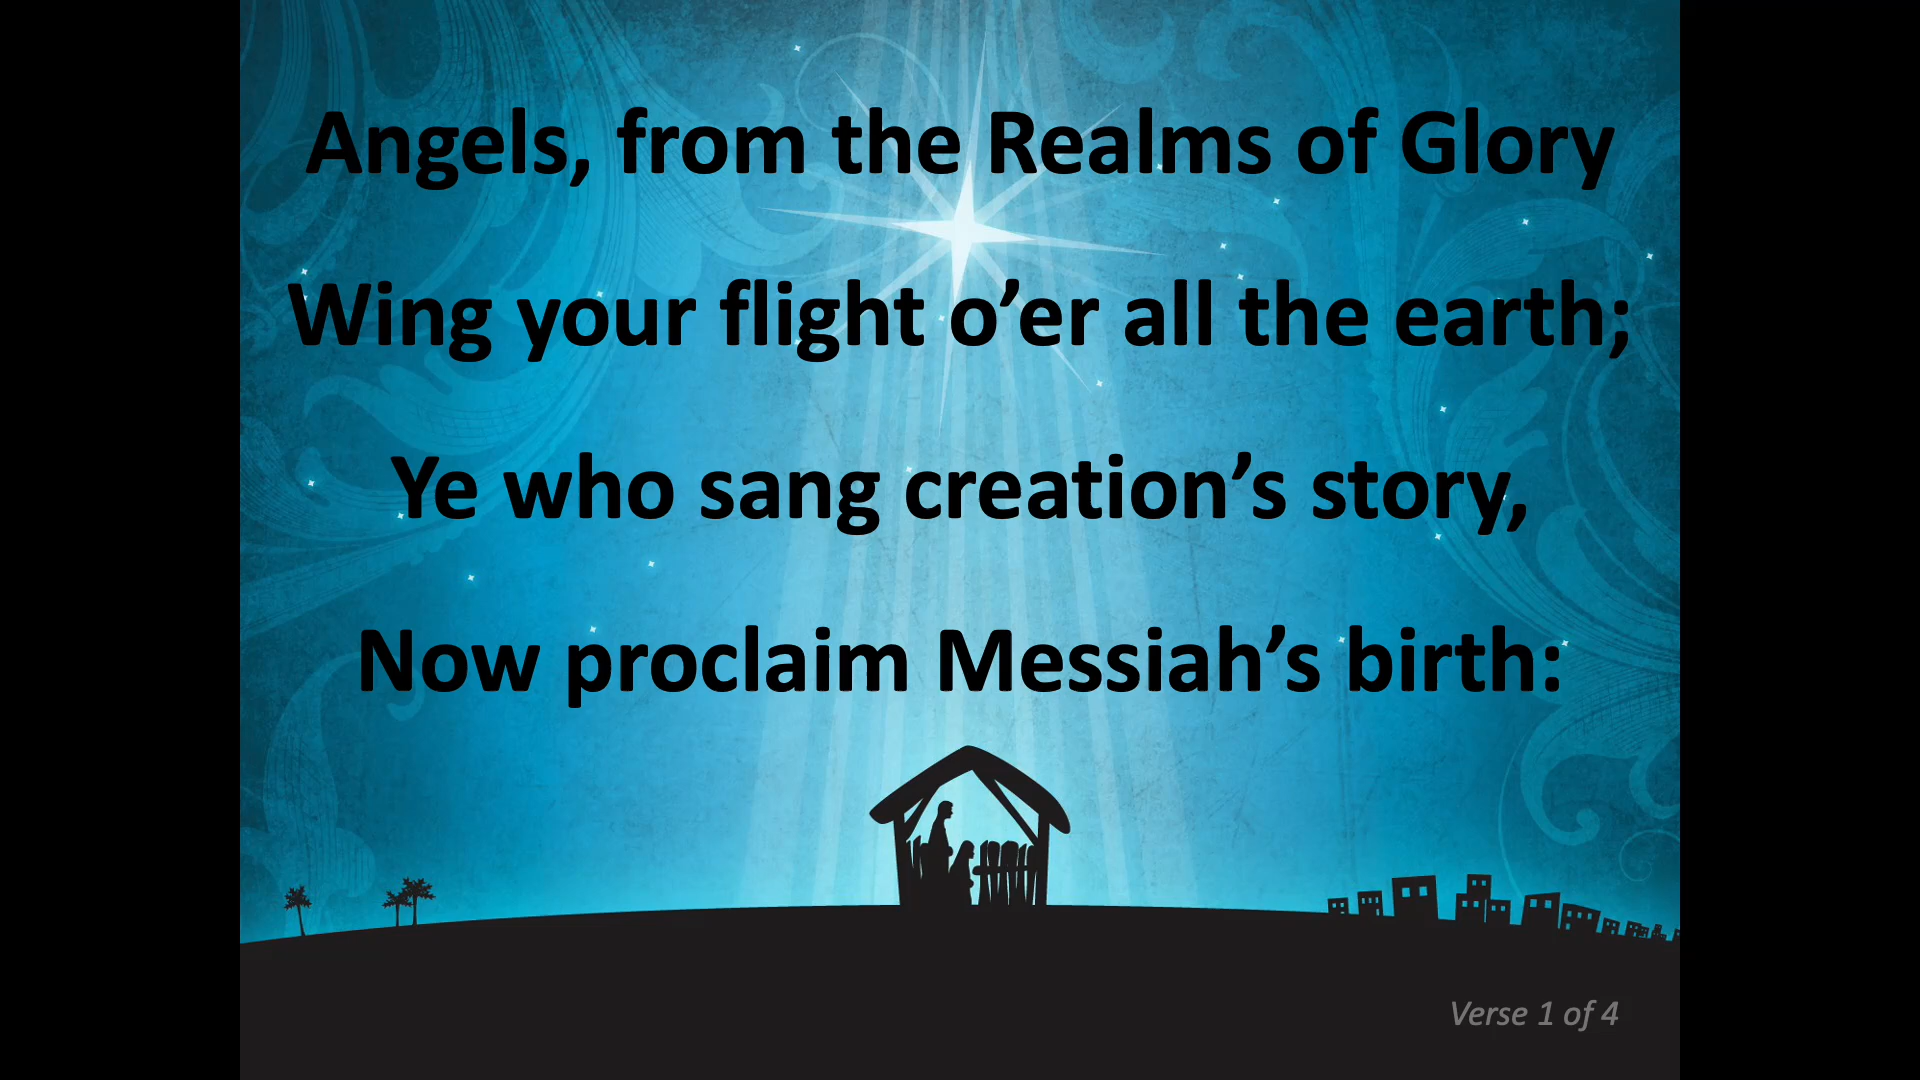 Angels, from the Realms of Glory
Wing your flight o’er all the earth;
Ye who sang creation’s story,
Now proclaim Messiah’s birth:
Verse 1 of 4